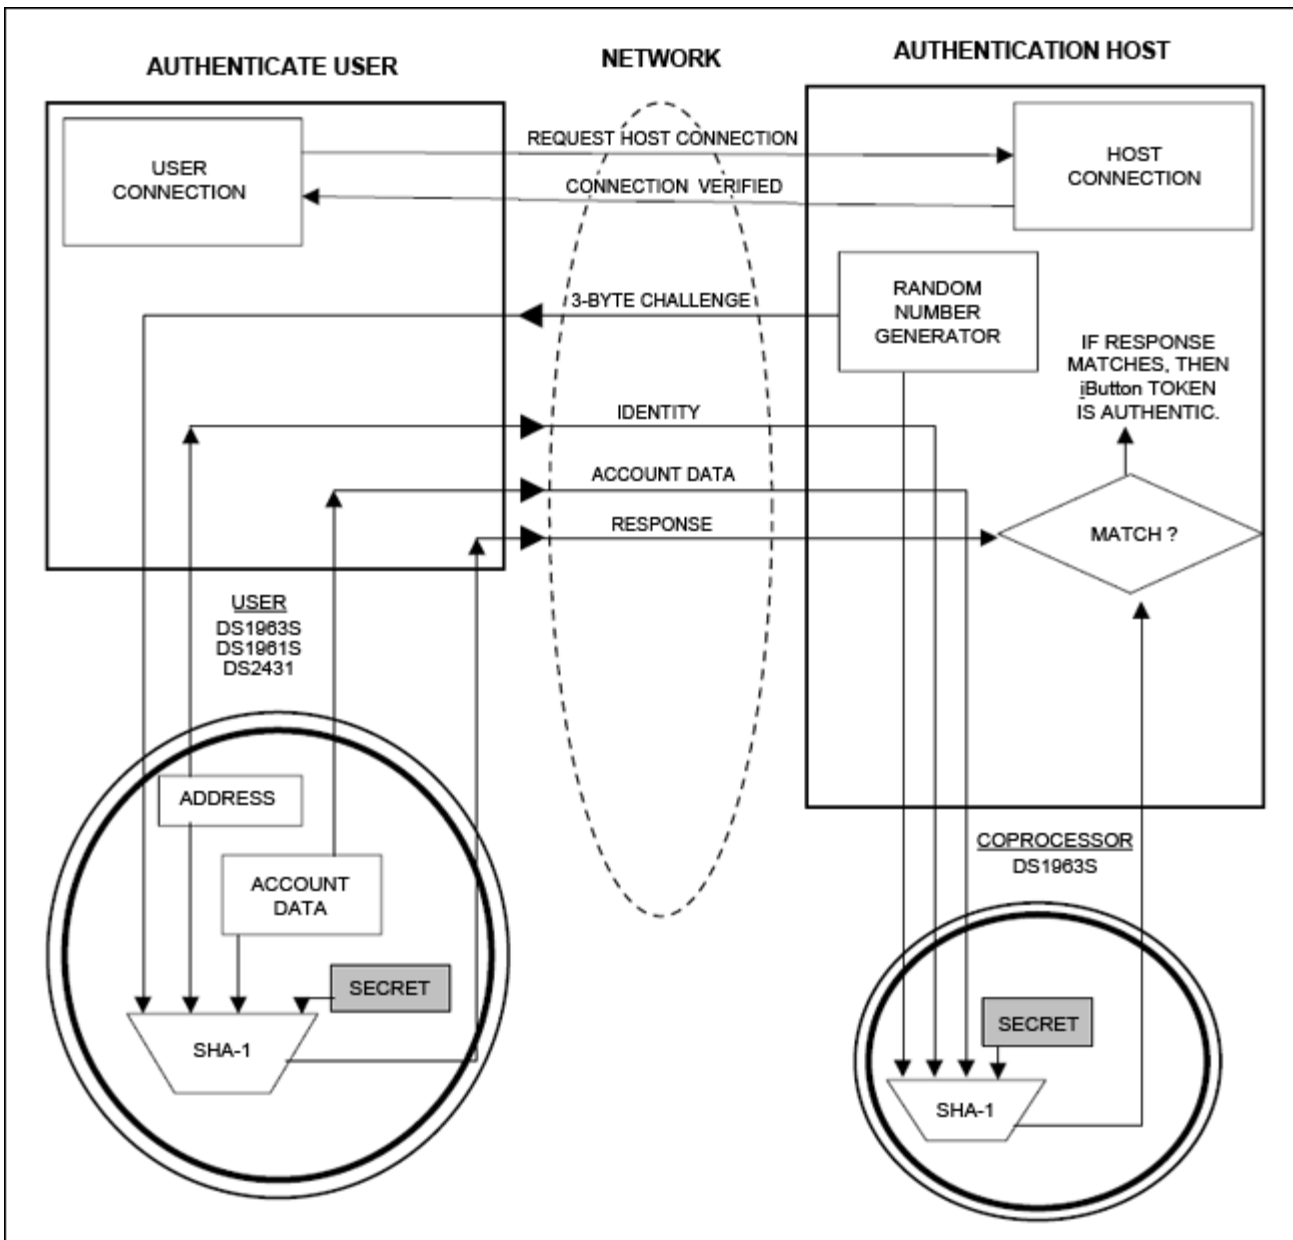 AUTHENTICATE USER
NETWORK
AUTHENTICATION HOST
USER
CONNECTION
REQUEST HOST CONNECTION
CONNECTION VERIFIED
HOST
CONNECTION
3-BYTE CHALLENGE
RANDOM
NUMBER
GENERATOR
IF RESPONSE
MATCHES, THEN
iButton TOKEN
IS AUTHENTIC.
IDENTITY
ACCOUNT DATA
RESPONSE
MATCH ?
USER
DS1963S
DS1961S
DS2431
ADDRESS
ACCOUNT
DATA
SECRET
SHA-1
COPROCESSOR
DS1963S
SECRET
SHA-1